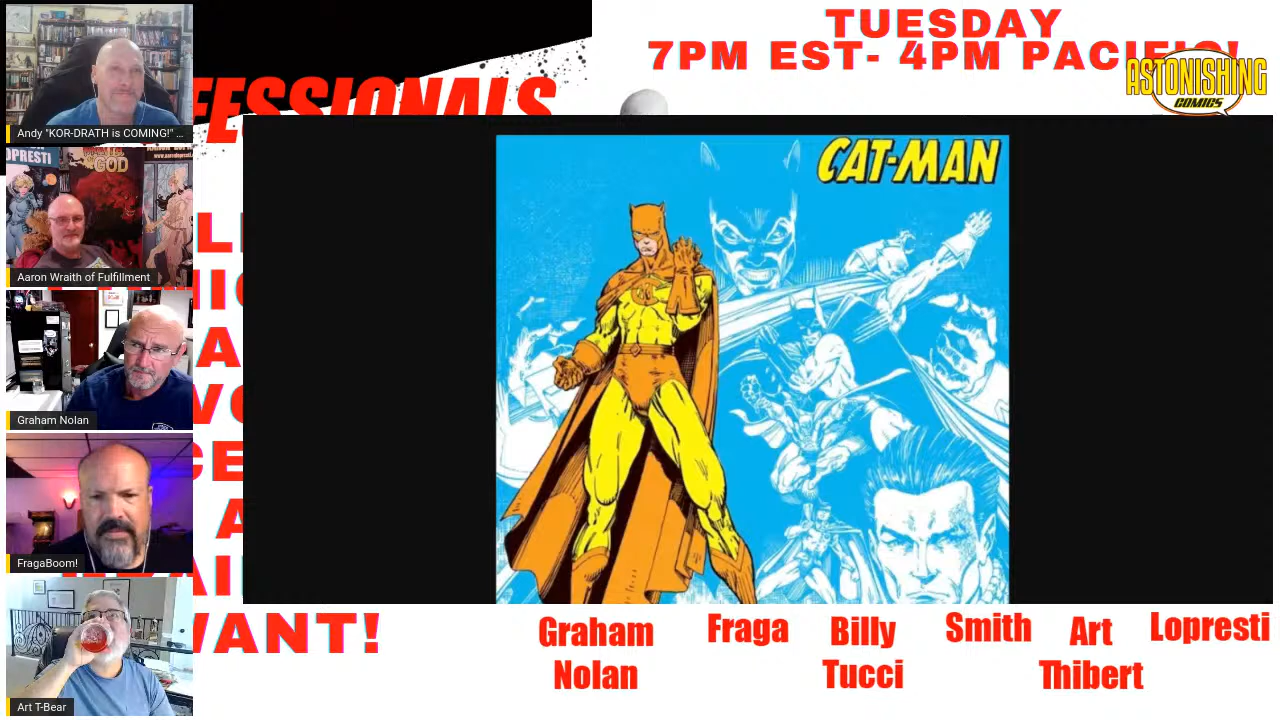 TUESDAY
7PM EST- 4PM PACIFIC!
ASTONISHING
COMICS
FESSIONALS
CAT-MAN
Andy "KOR-DRATH is COMING!" ...
LOPRESTI
GOD
Aaron Wraith of Fulfillment
Graham Nolan
FragaBoom!
Art T-Bear
WANT!
Graham
Nolan
Fraga
Billy
Tucci
Smith
Art
Thibert
Lopresti